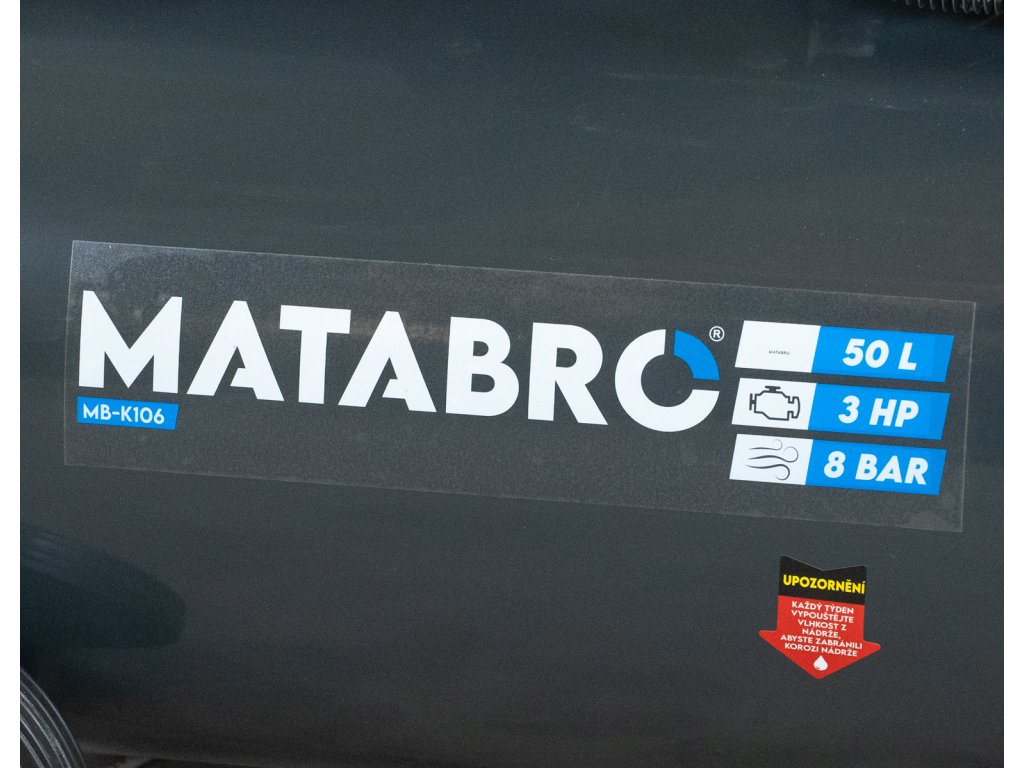 MATABRO®
MB-K106
MATABRO
50 L
3 HP
8 BAR
UPOZORNĚNÍ
KAŽDÝ TÝDEN
VYPOUŠTĚJTE
VLHKOST Z
NÁDRŽE,
ABYSTE ZABRÁNILI
KOROZI NÁDRŽE